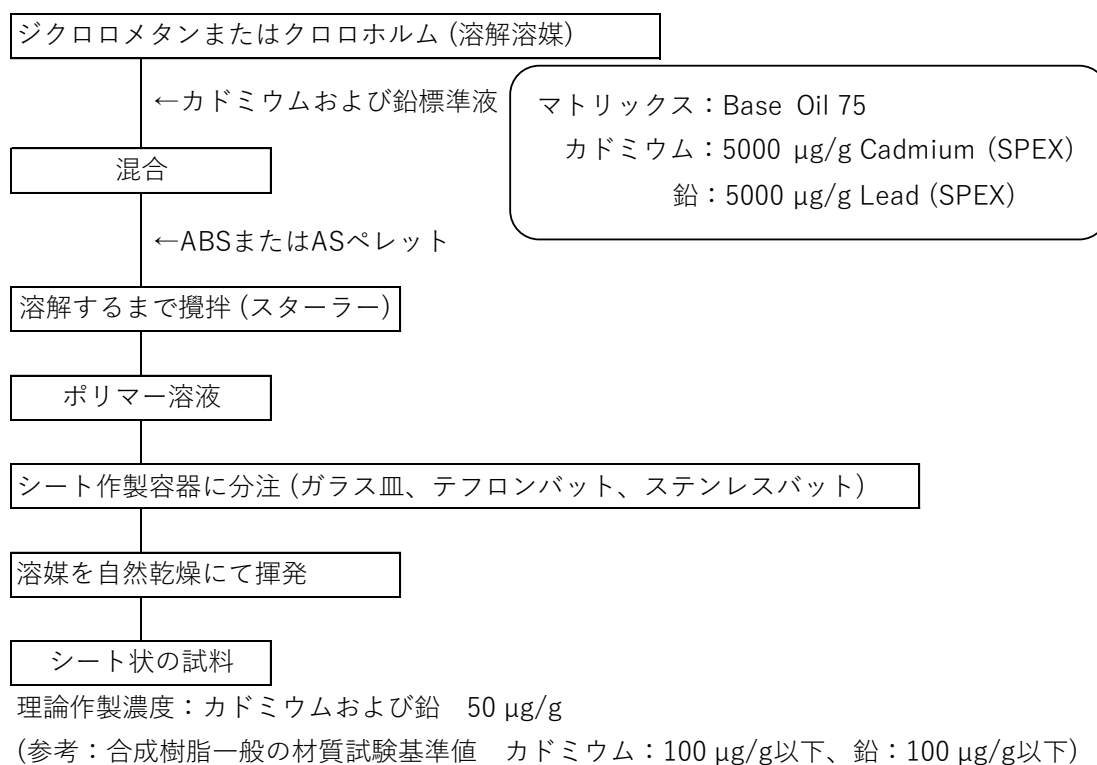 ジクロロメタンまたはクロロホルム (溶解溶媒)
←カドミウムおよび鉛標準液
マトリックス：Base Oil 75
カドミウム：5000 μg/g Cadmium (SPEX)
鉛：5000 μg/g Lead (SPEX)
混合
←ABSまたはASペレット
溶解するまで攪拌 (スターラー)
ポリマー溶液
シート作製容器に分注 (ガラス皿、テフロンバット、ステンレスバット)
溶媒を自然乾燥にて揮発
シート状の試料
理論作製濃度：カドミウムおよび鉛　50 μg/g
(参考：合成樹脂一般の材質試験基準値　カドミウム：100 μg/g以下、鉛：100 μg/g以下)